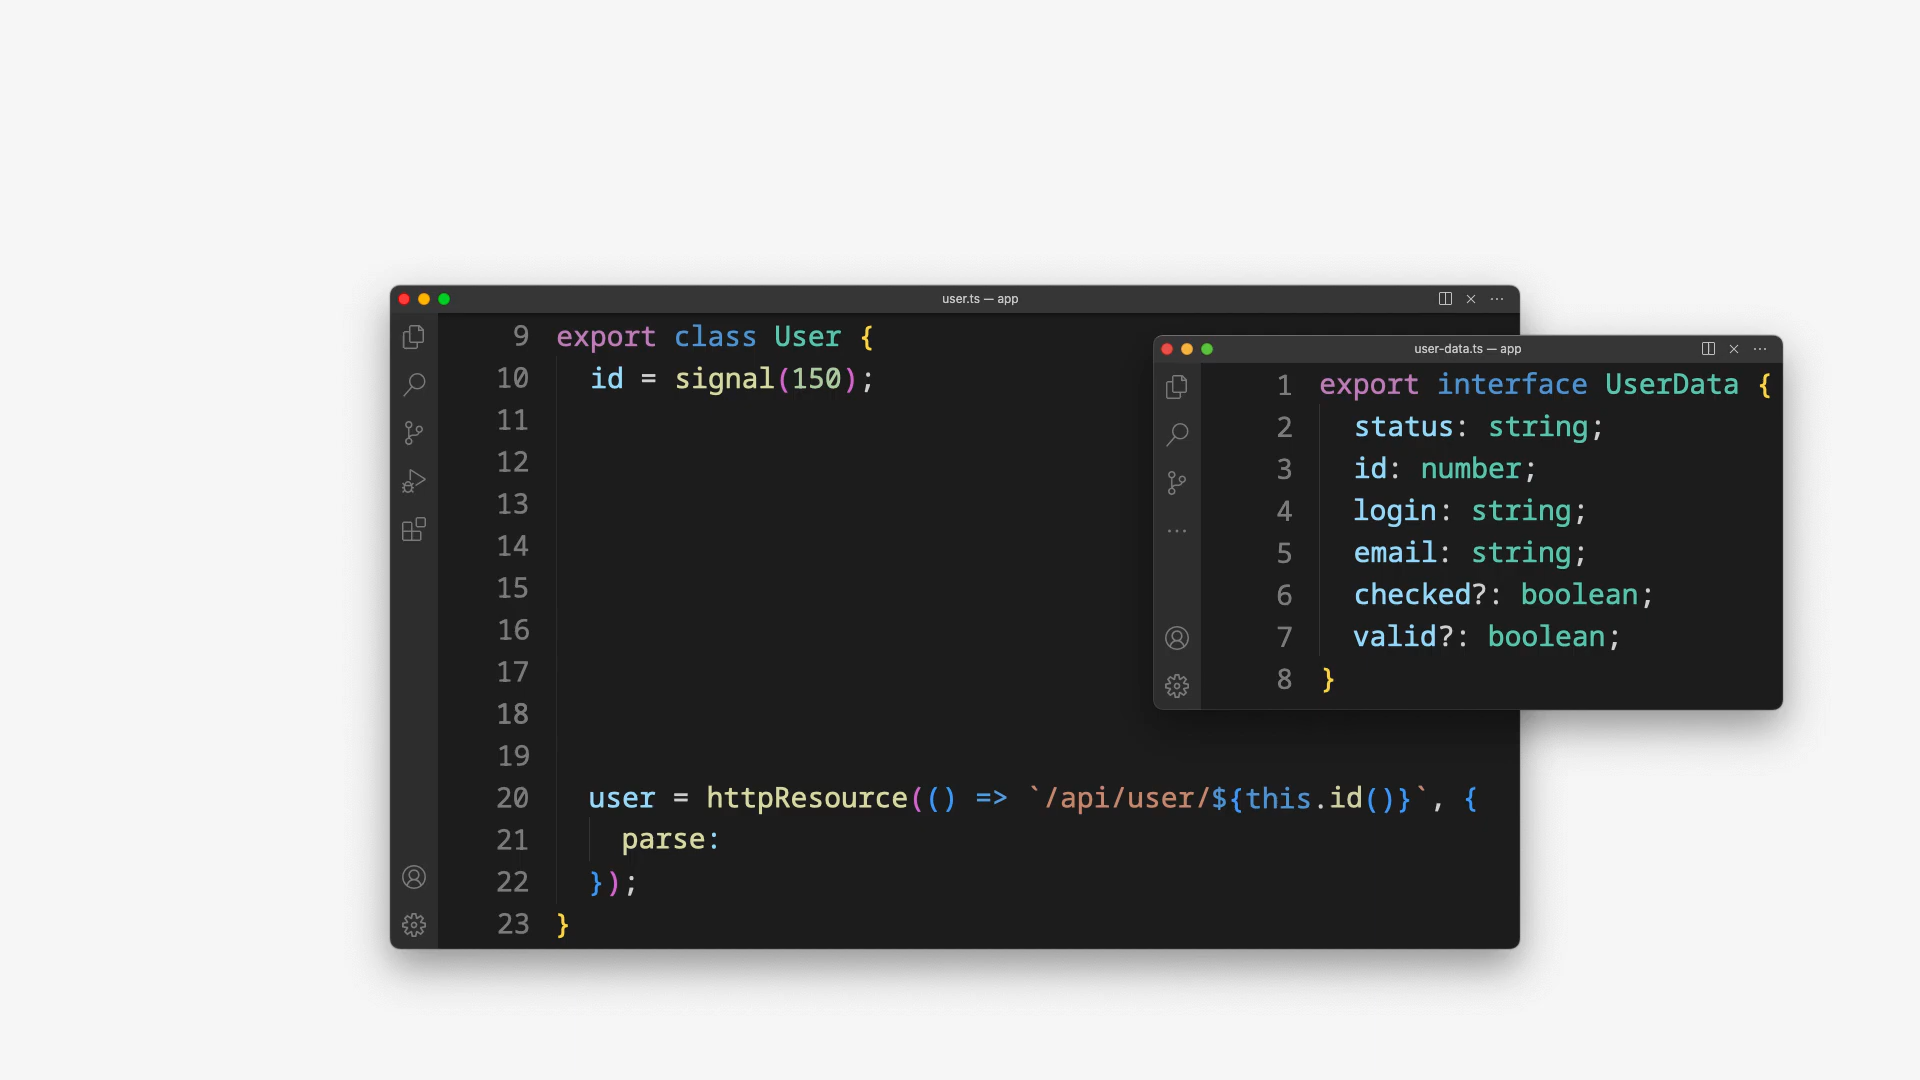 user.ts — app
9 export class User {
10 id = signal(150);
11
12
13
14
15
16
17
18
19
20 user = httpResource(() => `/api/user/${this.id()}`, {
21 parse:
22 });
23 }
user-data.ts — app
1 export interface UserData {
2 status: string;
3 id: number;
4 login: string;
5 email: string;
6 checked?: boolean;
7 valid?: boolean;
8 }